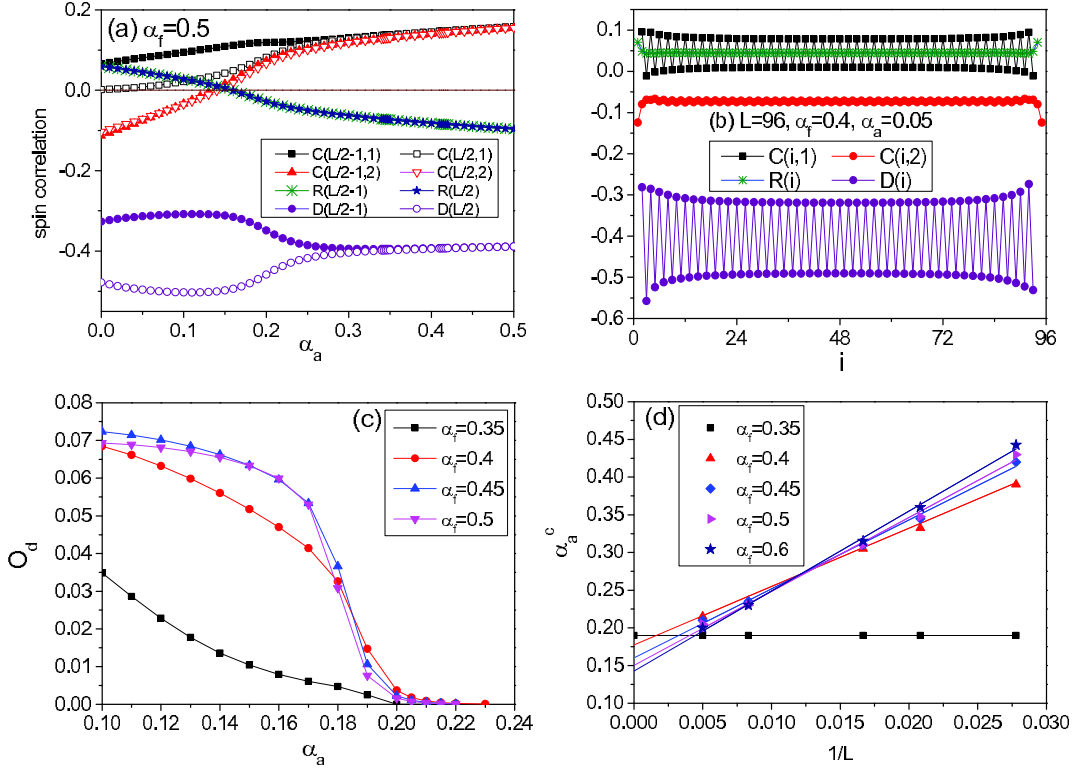 (a) α_f=0.5
spin correlation
0.2
0.0
-0.2
-0.4
C(L/2-1,1) C(L/2,1)
C(L/2-1,2) C(L/2,2)
R(L/2-1) R(L/2)
D(L/2-1) D(L/2)
0.0 0.1 0.2 0.3 0.4 0.5
α_a
0.1
0.0
-0.1
-0.2
-0.3
-0.4
-0.5
-0.6
(b) L=96, α_f=0.4, α_a=0.05
C(i,1) C(i,2)
R(i) D(i)
0 24 48 72 96
i
(c)
O_d
0.08
0.07
0.06
0.05
0.04
0.03
0.02
0.01
0.00
α_f=0.35
α_f=0.4
α_f=0.45
α_f=0.5
0.10 0.12 0.14 0.16 0.18 0.20 0.22 0.24
α_a
(d)
α_a^c
0.50
0.45
0.40
0.35
0.30
0.25
0.20
0.15
0.10
α_f=0.35
α_f=0.4
α_f=0.45
α_f=0.5
α_f=0.6
0.000 0.005 0.010 0.015 0.020 0.025 0.030
1/L